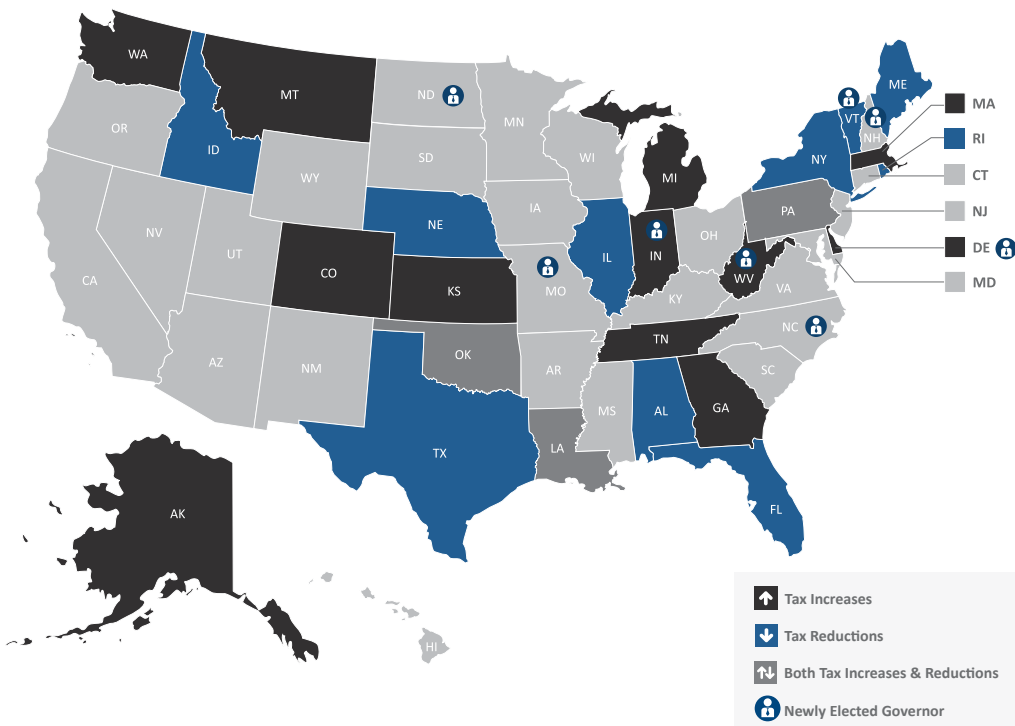 WA
MT
ND
MN
ME
VT
NH
MA
OR
ID
SD
WI
NY
RI
WY
MI
CT
NV
UT
NE
IA
IL
IN
OH
PA
NJ
DE
MD
CA
CO
KS
MO
KY
WV
VA
NC
AZ
NM
OK
AR
TN
SC
TX
LA
MS
AL
GA
FL
AK
HI
Tax Increases
Tax Reductions
Both Tax Increases & Reductions
Newly Elected Governor